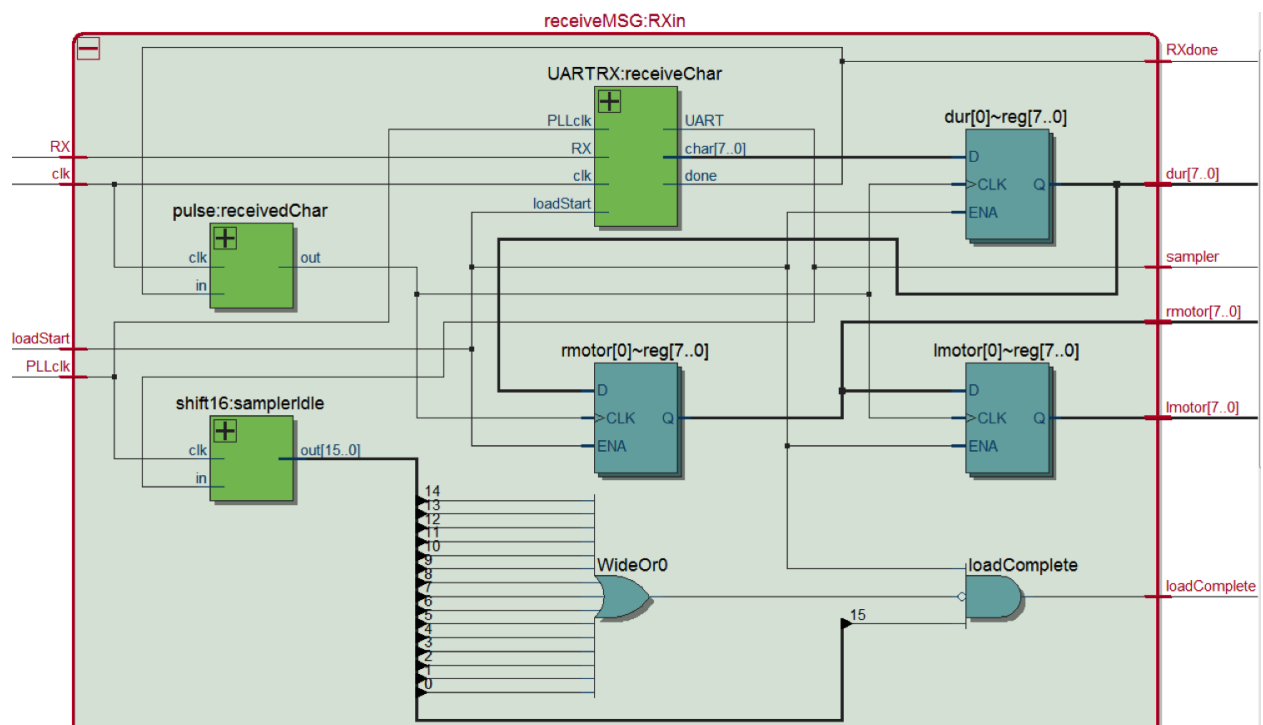 receiveMSG:RXin
RXdone
UARTRX:receiveChar
dur[0]~reg[7..0]
PLLclk
UART
RX
RX
char[7..0]
D
clk
clk
done
CLK
Q
dur[7..0]
pulse:receivedChar
loadStart
ENA
clk
out
sampler
in
rmotor[7..0]
loadStart
rmotor[0]~reg[7..0]
lmotor[0]~reg[7..0]
PLLclk
D
D
shift16:samplerIdle
CLK
Q
CLK
Q
lmotor[7..0]
clk
out[15..0]
ENA
ENA
in
14
13
12
11
10
9
WideOr0
loadComplete
8
7
loadComplete
6
5
15
4
3
2
1
0